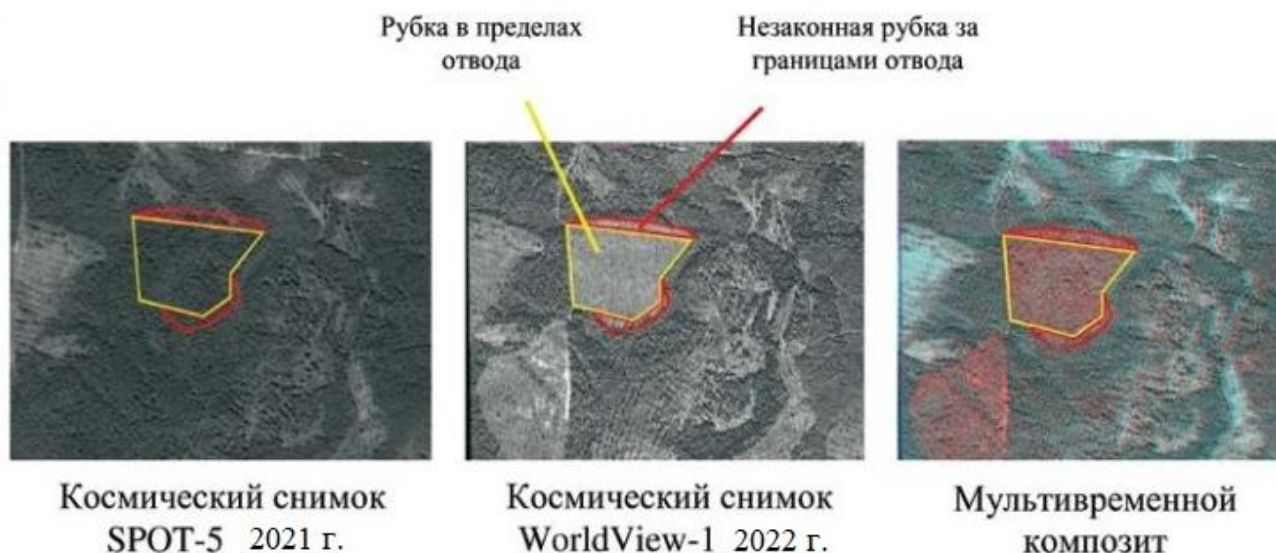 Рубка в пределах
отвода
Незаконная рубка за
границами отвода
Космический снимок
SPOT-5 2021 г.
Космический снимок
WorldView-1 2022 г.
Мультивременной
композит